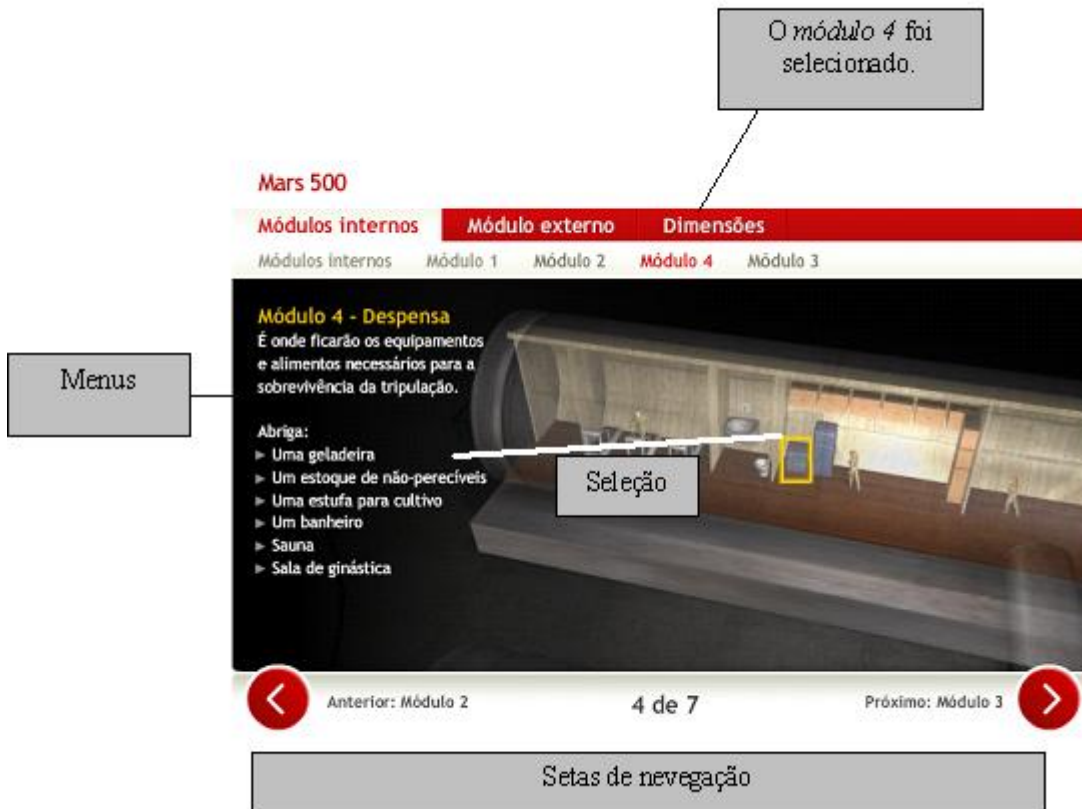 O módulo 4 foi
selecionado.
Mars 500
Módulos internos Módulo externo Dimensões
Módulos internos Módulo 1 Módulo 2 Módulo 4 Módulo 3
Módulo 4 - Despensa
É onde ficarão os equipamentos
e alimentos necessários para a
sobrevivência da tripulação.
Menus
Abriga:
► Uma geladeira
► Um estoque de não-perecíveis
► Uma estufa para cultivo
► Um banheiro
► Sauna
► Sala de ginástica
Seleção
Anterior: Módulo 2 4 de 7 Próximo: Módulo 3
Setas de nevegação